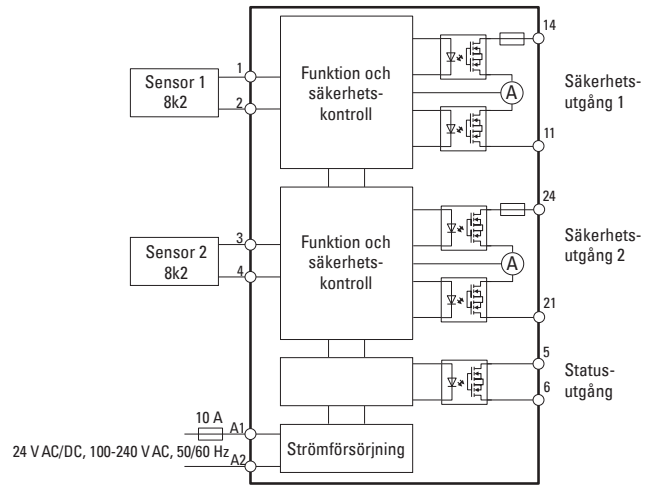 14
1
Sensor 1
8k2
2
Funktion och
säkerhets-
kontroll
A
Säkerhets-
utgång 1
11
24
3
Sensor 2
8k2
4
Funktion och
säkerhets-
kontroll
A
Säkerhets-
utgång 2
21
5
Status-
utgång
6
10 A
A1
24 V AC/DC, 100-240 V AC, 50/60 Hz
A2
Strömförsörjning